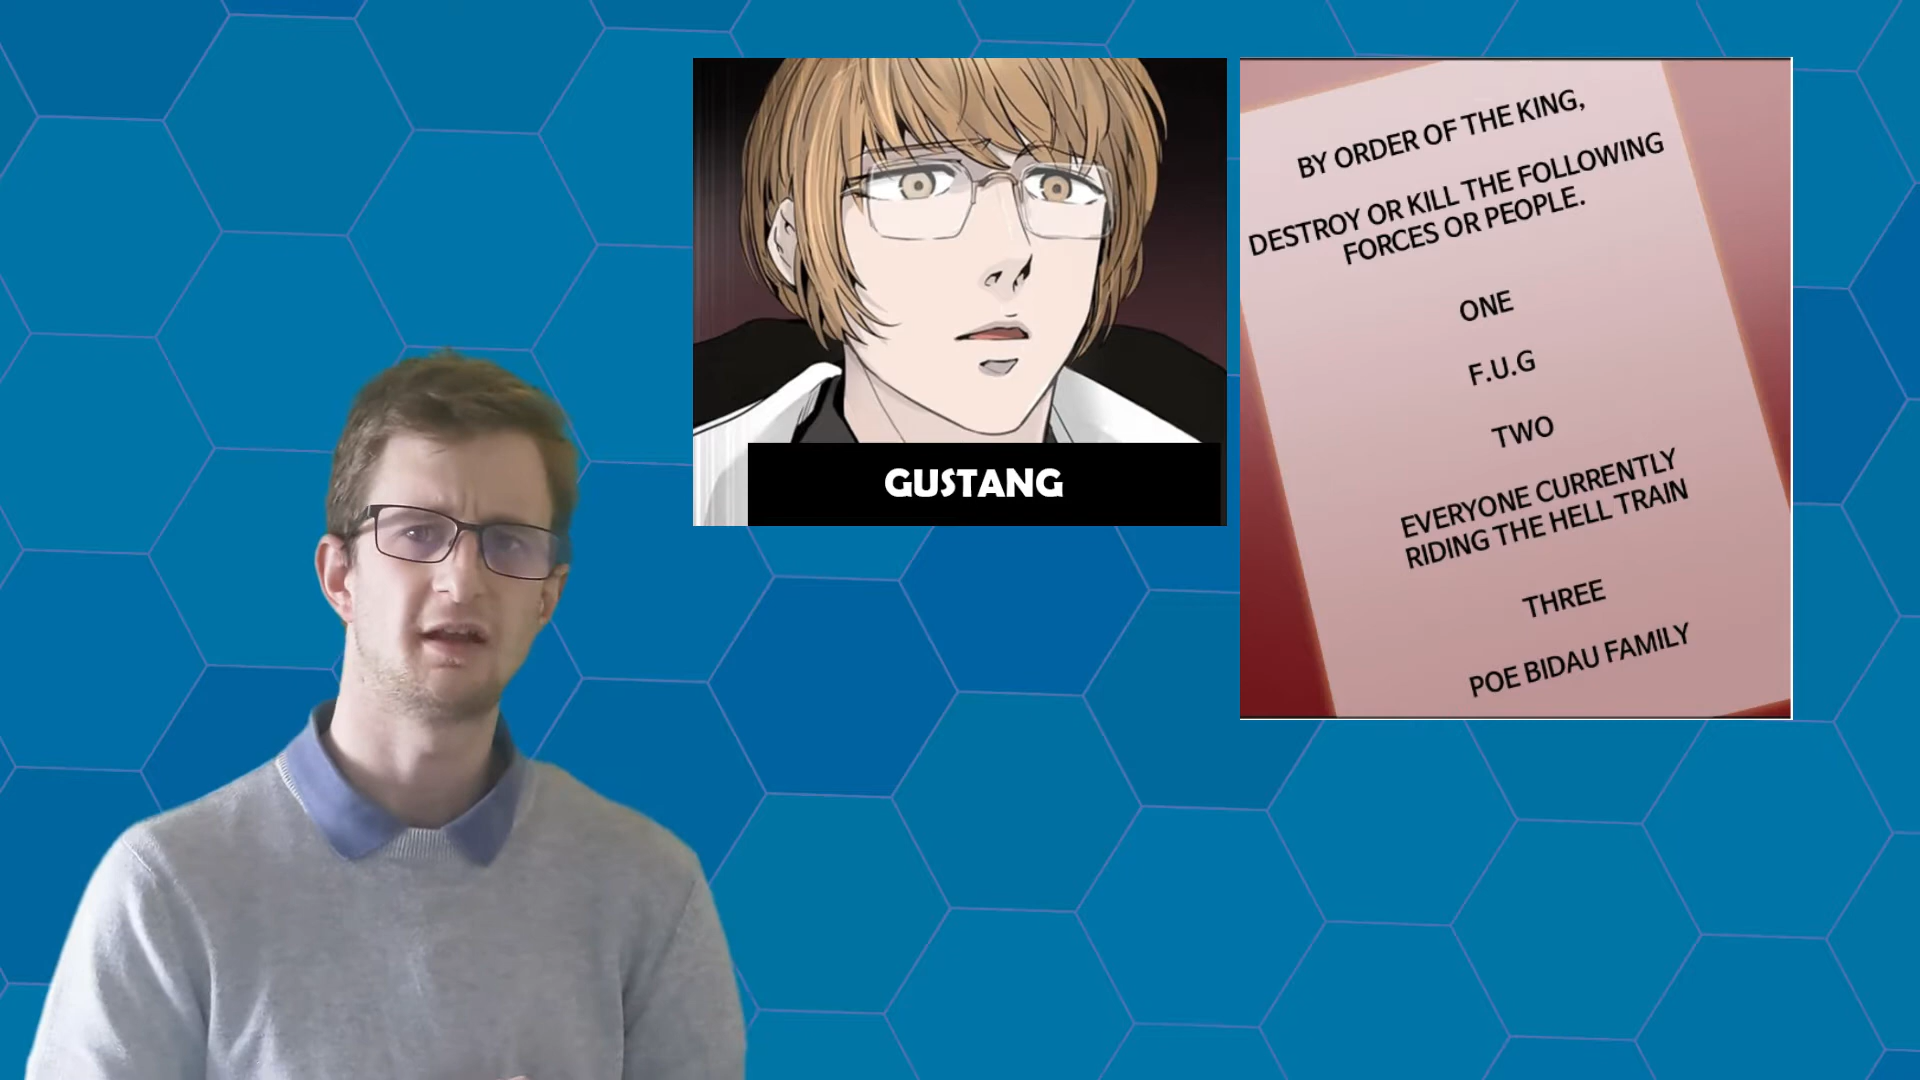 GUSTANG
BY ORDER OF THE KING,
DESTROY OR KILL THE FOLLOWING
FORCES OR PEOPLE.
ONE
F.U.G
TWO
EVERYONE CURRENTLY
RIDING THE HELL TRAIN
THREE
POE BIDAU FAMILY